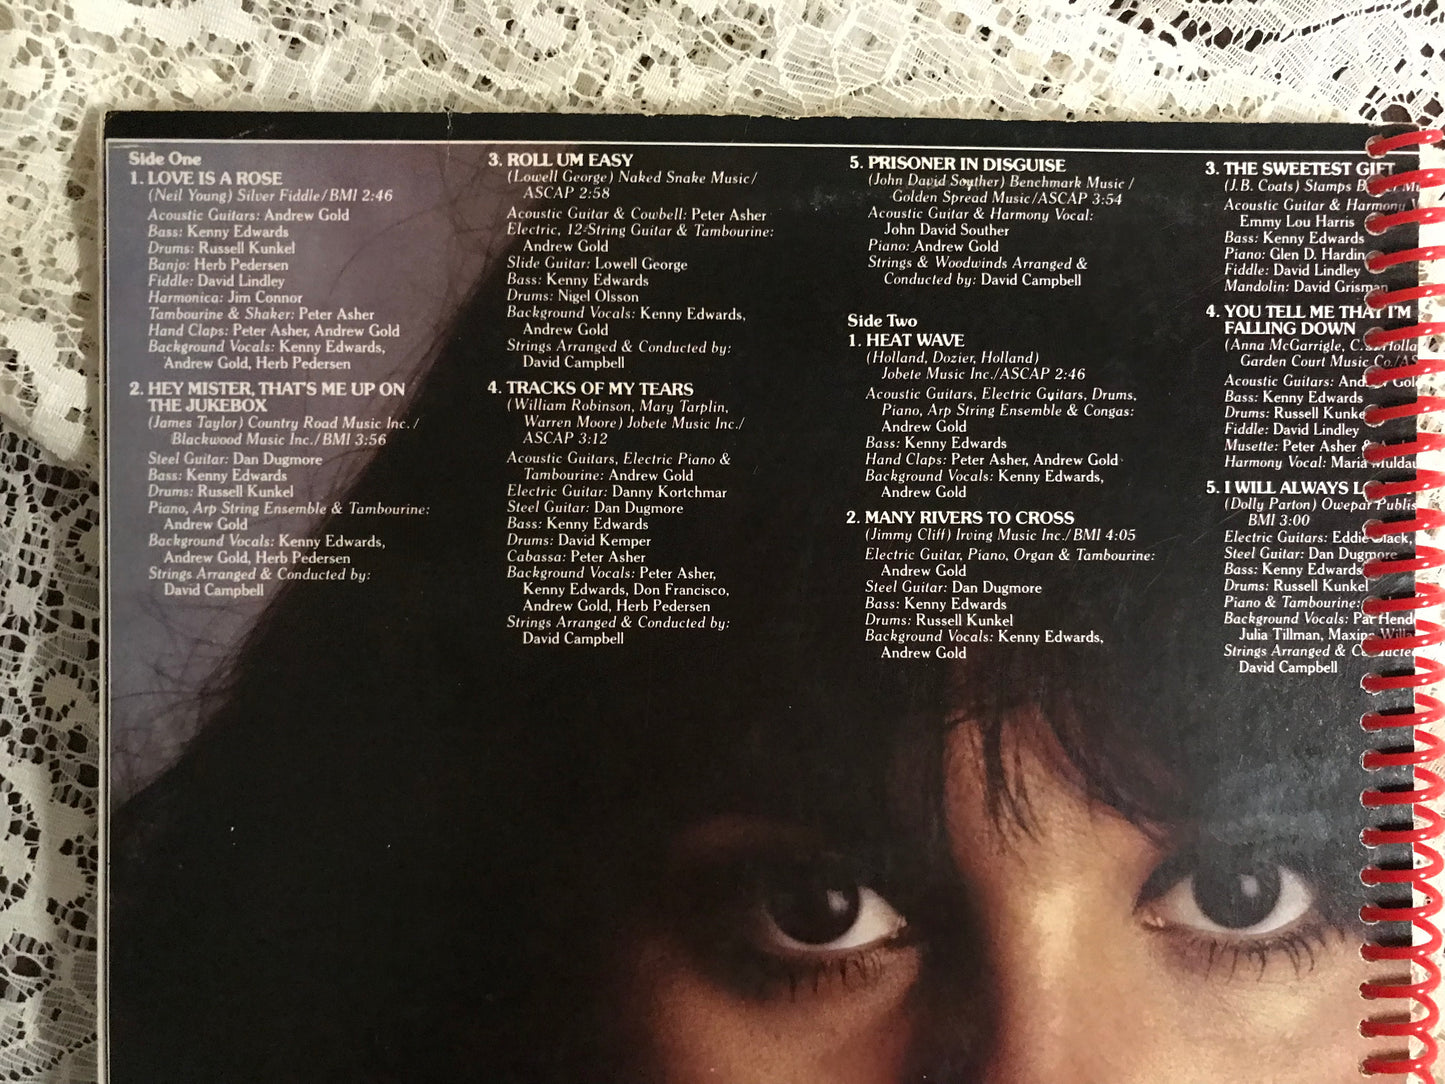 Side One
1. LOVE IS A ROSE
(Neil Young) Silver Fiddle/BMI 2:46
Acoustic Guitars: Andrew Gold
Bass: Kenny Edwards
Drums: Russell Kunkel
Banjo: Herb Pedersen
Fiddle: David Lindley
Harmonica: Jim Connor
Tambourine & Shaker: Peter Asher
Hand Claps: Peter Asher, Andrew Gold
Background Vocals: Kenny Edwards,
Andrew Gold, Herb Pedersen
2. HEY MISTER, THAT'S ME UP ON
THE JUKEBOX
(James Taylor) Country Road Music Inc./
Blackwood Music Inc./BMI 3:56
Steel Guitar: Dan Dugmore
Bass: Kenny Edwards
Drums: Russell Kunkel
Piano, Arp String Ensemble & Tambourine:
Andrew Gold
Background Vocals: Kenny Edwards,
Andrew Gold, Herb Pedersen
Strings Arranged & Conducted by:
David Campbell
3. ROLL UM EASY
(Lowell George) Naked Snake Music/
ASCAP 2:58
Acoustic Guitar & Cowbell: Peter Asher
Electric, 12-String Guitar & Tambourine:
Andrew Gold
Slide Guitar: Lowell George
Bass: Kenny Edwards
Drums: Nigel Olsson
Background Vocals: Kenny Edwards,
Andrew Gold
Strings Arranged & Conducted by:
David Campbell
4. TRACKS OF MY TEARS
(William Robinson, Mary Tarplin,
Warren Moore) Jobete Music Inc./
ASCAP 3:12
Acoustic Guitars, Electric Piano &
Tambourine: Andrew Gold
Electric Guitar: Danny Kortchmar
Steel Guitar: Dan Dugmore
Bass: Kenny Edwards
Drums: David Kemper
Cabassa: Peter Asher
Background Vocals: Peter Asher,
Kenny Edwards, Don Francisco,
Andrew Gold, Herb Pedersen
Strings Arranged & Conducted by:
David Campbell
5. PRISONER IN DISGUISE
(John David Souther) Benchmark Music/
Golden Spread Music/ASCAP 3:54
Acoustic Guitar & Harmony Vocal:
John David Souther
Piano: Andrew Gold
Strings & Woodwinds Arranged &
Conducted by: David Campbell
Side Two
1. HEAT WAVE
(Holland, Dozier, Holland)
Jobete Music Inc./ASCAP 2:46
Acoustic Guitars, Electric Guitars, Drums,
Piano, Arp String Ensemble & Congas:
Andrew Gold
Bass: Kenny Edwards
Hand Claps: Peter Asher, Andrew Gold
Background Vocals: Kenny Edwards,
Andrew Gold
2. MANY RIVERS TO CROSS
(Jimmy Cliff) Irving Music Inc./BMI 4:05
Electric Guitar, Piano, Organ & Tambourine:
Andrew Gold
Steel Guitar: Dan Dugmore
Bass: Kenny Edwards
Drums: Russell Kunkel
Background Vocals: Kenny Edwards,
Andrew Gold
3. THE SWEETEST GIFT
(J.B. Coats) Stamps
Acoustic Guitar & Harmony
Emmy Lou Harris
Bass: Kenny Edwards
Piano: Glen D. Hardin
Fiddle: David Lindley
Mandolin: David Grisman
4. YOU TELL ME THAT I'M
FALLING DOWN
(Anna McGarrigle,
Garden Court Music Co./
Acoustic Guitars:
Bass: Kenny Edwards
Drums: Russell Kunkel
Fiddle: David Lindley
Musette: Peter Asher &
Harmony Vocal: Maria
5. I WILL ALWAYS
(Dolly Parton) Owepar
BMI 3:00
Electric Guitars: Eddie
Steel Guitar: Dan Dugmore
Bass: Kenny Edwards
Drums: Russell Kunkel
Piano & Tambourine:
Background Vocals: Pat
Julia Tillman,
Strings Arranged &
David Campbell